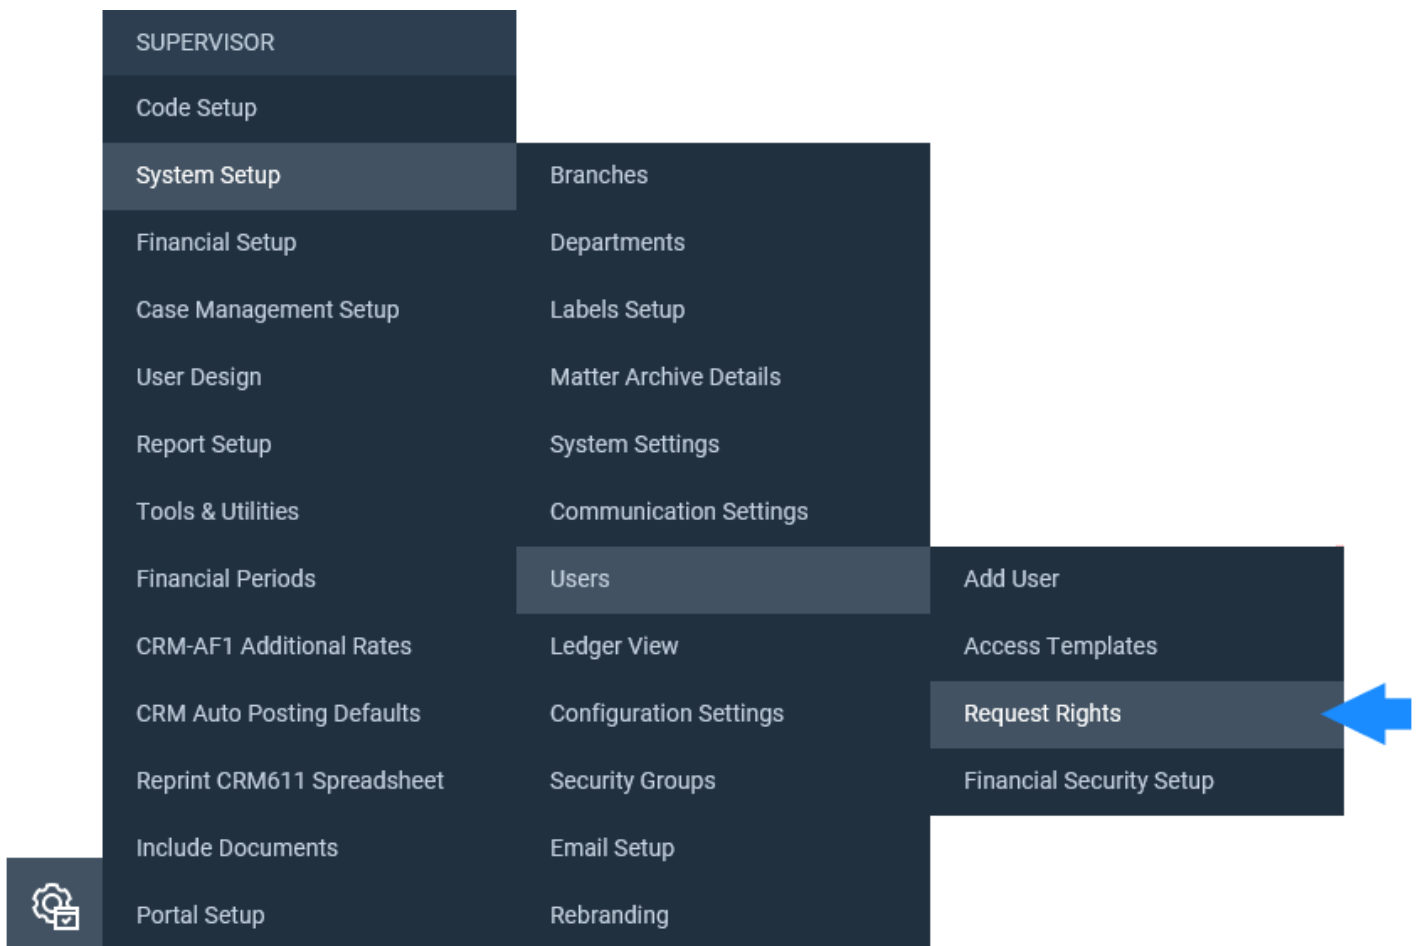 SUPERVISOR
Code Setup
System Setup
Financial Setup
Case Management Setup
User Design
Report Setup
Tools & Utilities
Financial Periods
CRM-AF1 Additional Rates
CRM Auto Posting Defaults
Reprint CRM611 Spreadsheet
Include Documents
Portal Setup
Branches
Departments
Labels Setup
Matter Archive Details
System Settings
Communication Settings
Users
Ledger View
Configuration Settings
Security Groups
Email Setup
Rebranding
Add User
Access Templates
Request Rights
Financial Security Setup